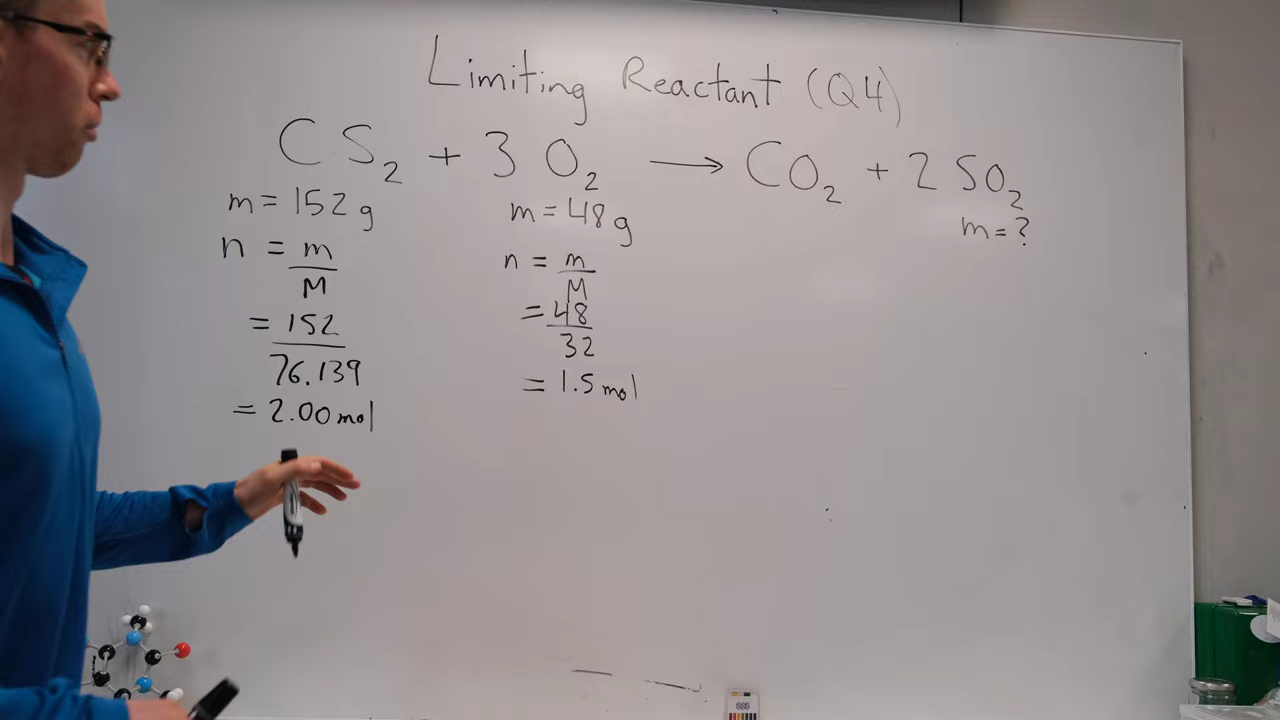 Limiting Reactant (Q4)
CS₂ + 3 O₂ → CO₂ + 2 SO₂
m = 152 g
n = m
M
= 152
76.139
= 2.00 mol
m = 48 g
n = m
M
= 48
32
= 1.5 mol
m = ?